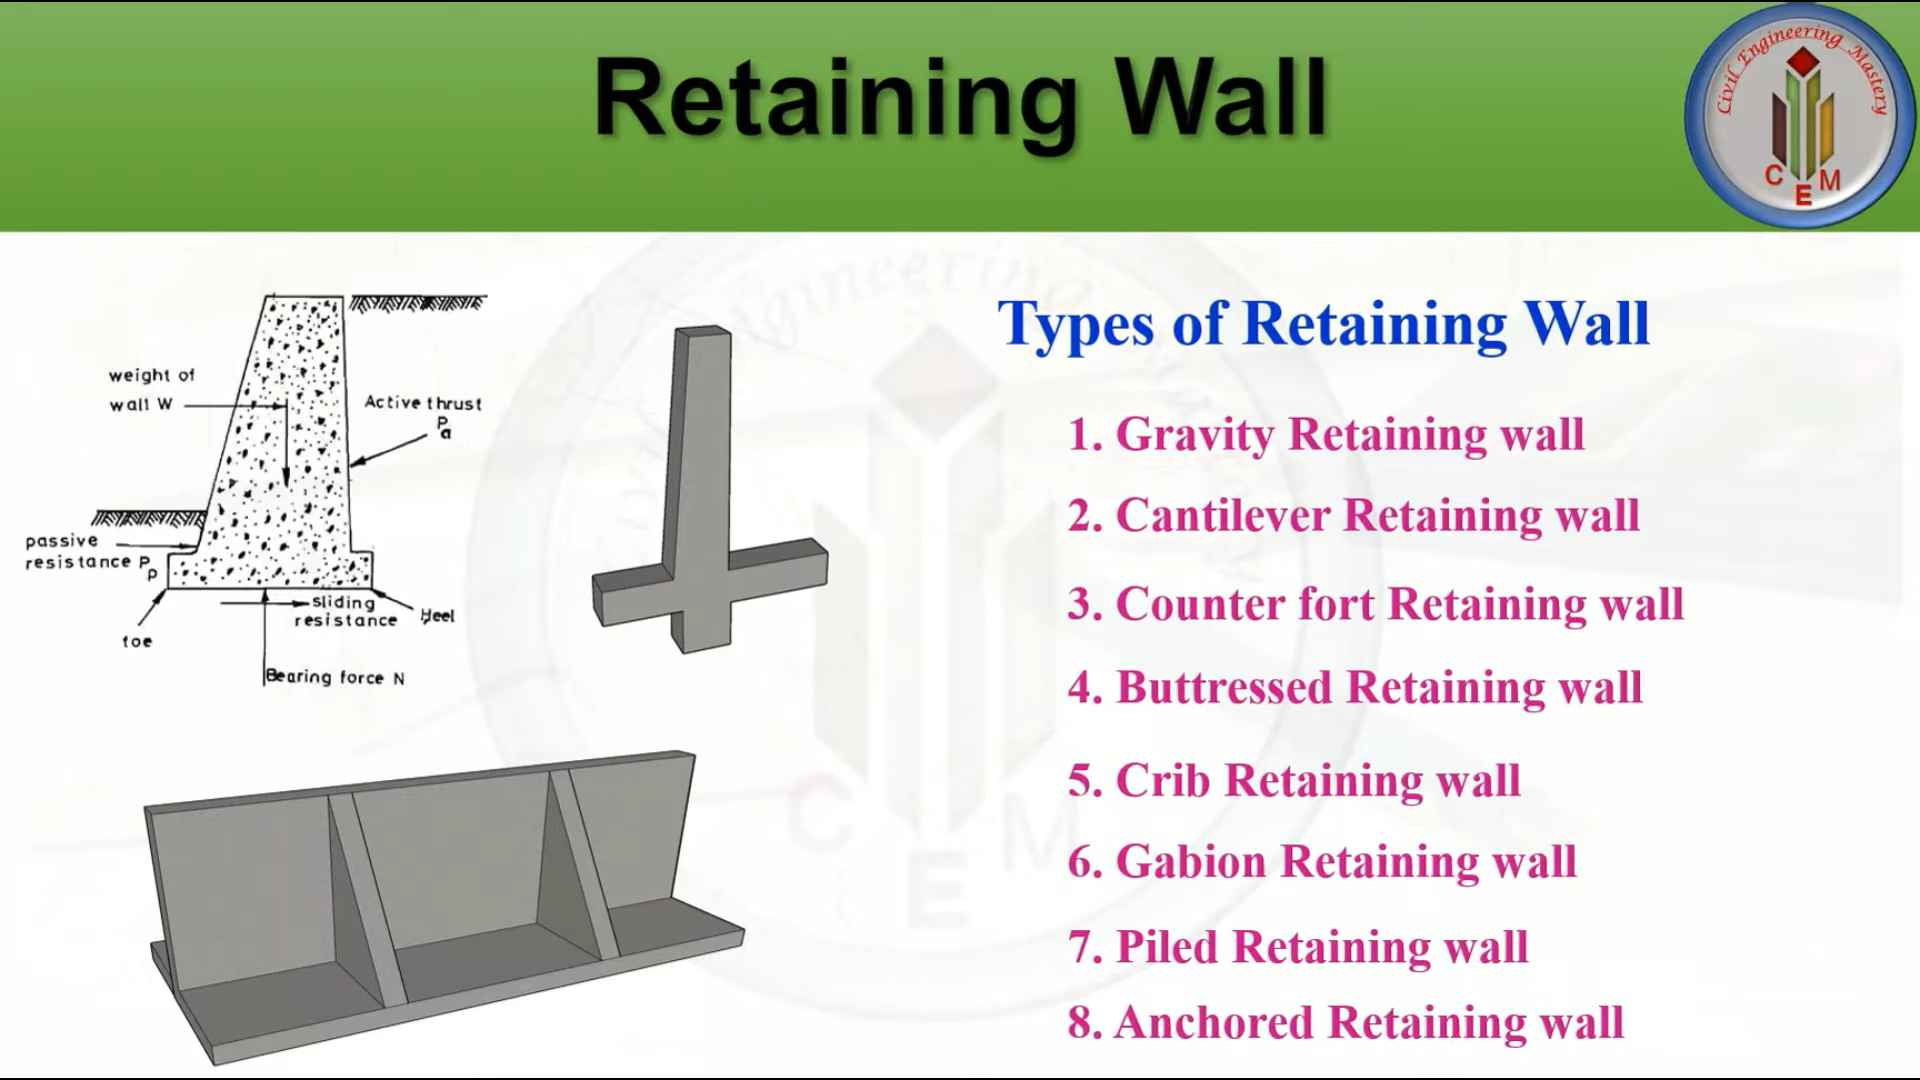 Retaining Wall
Civil Engineering Mastery
C E M
weight of
wall W
Active thrust
Pa
passive
resistance Pp
sliding
resistance
Heel
toe
Bearing force N
Types of Retaining Wall
1. Gravity Retaining wall
2. Cantilever Retaining wall
3. Counter fort Retaining wall
4. Buttressed Retaining wall
5. Crib Retaining wall
6. Gabion Retaining wall
7. Piled Retaining wall
8. Anchored Retaining wall
Civil Engineering Mastery
C E M